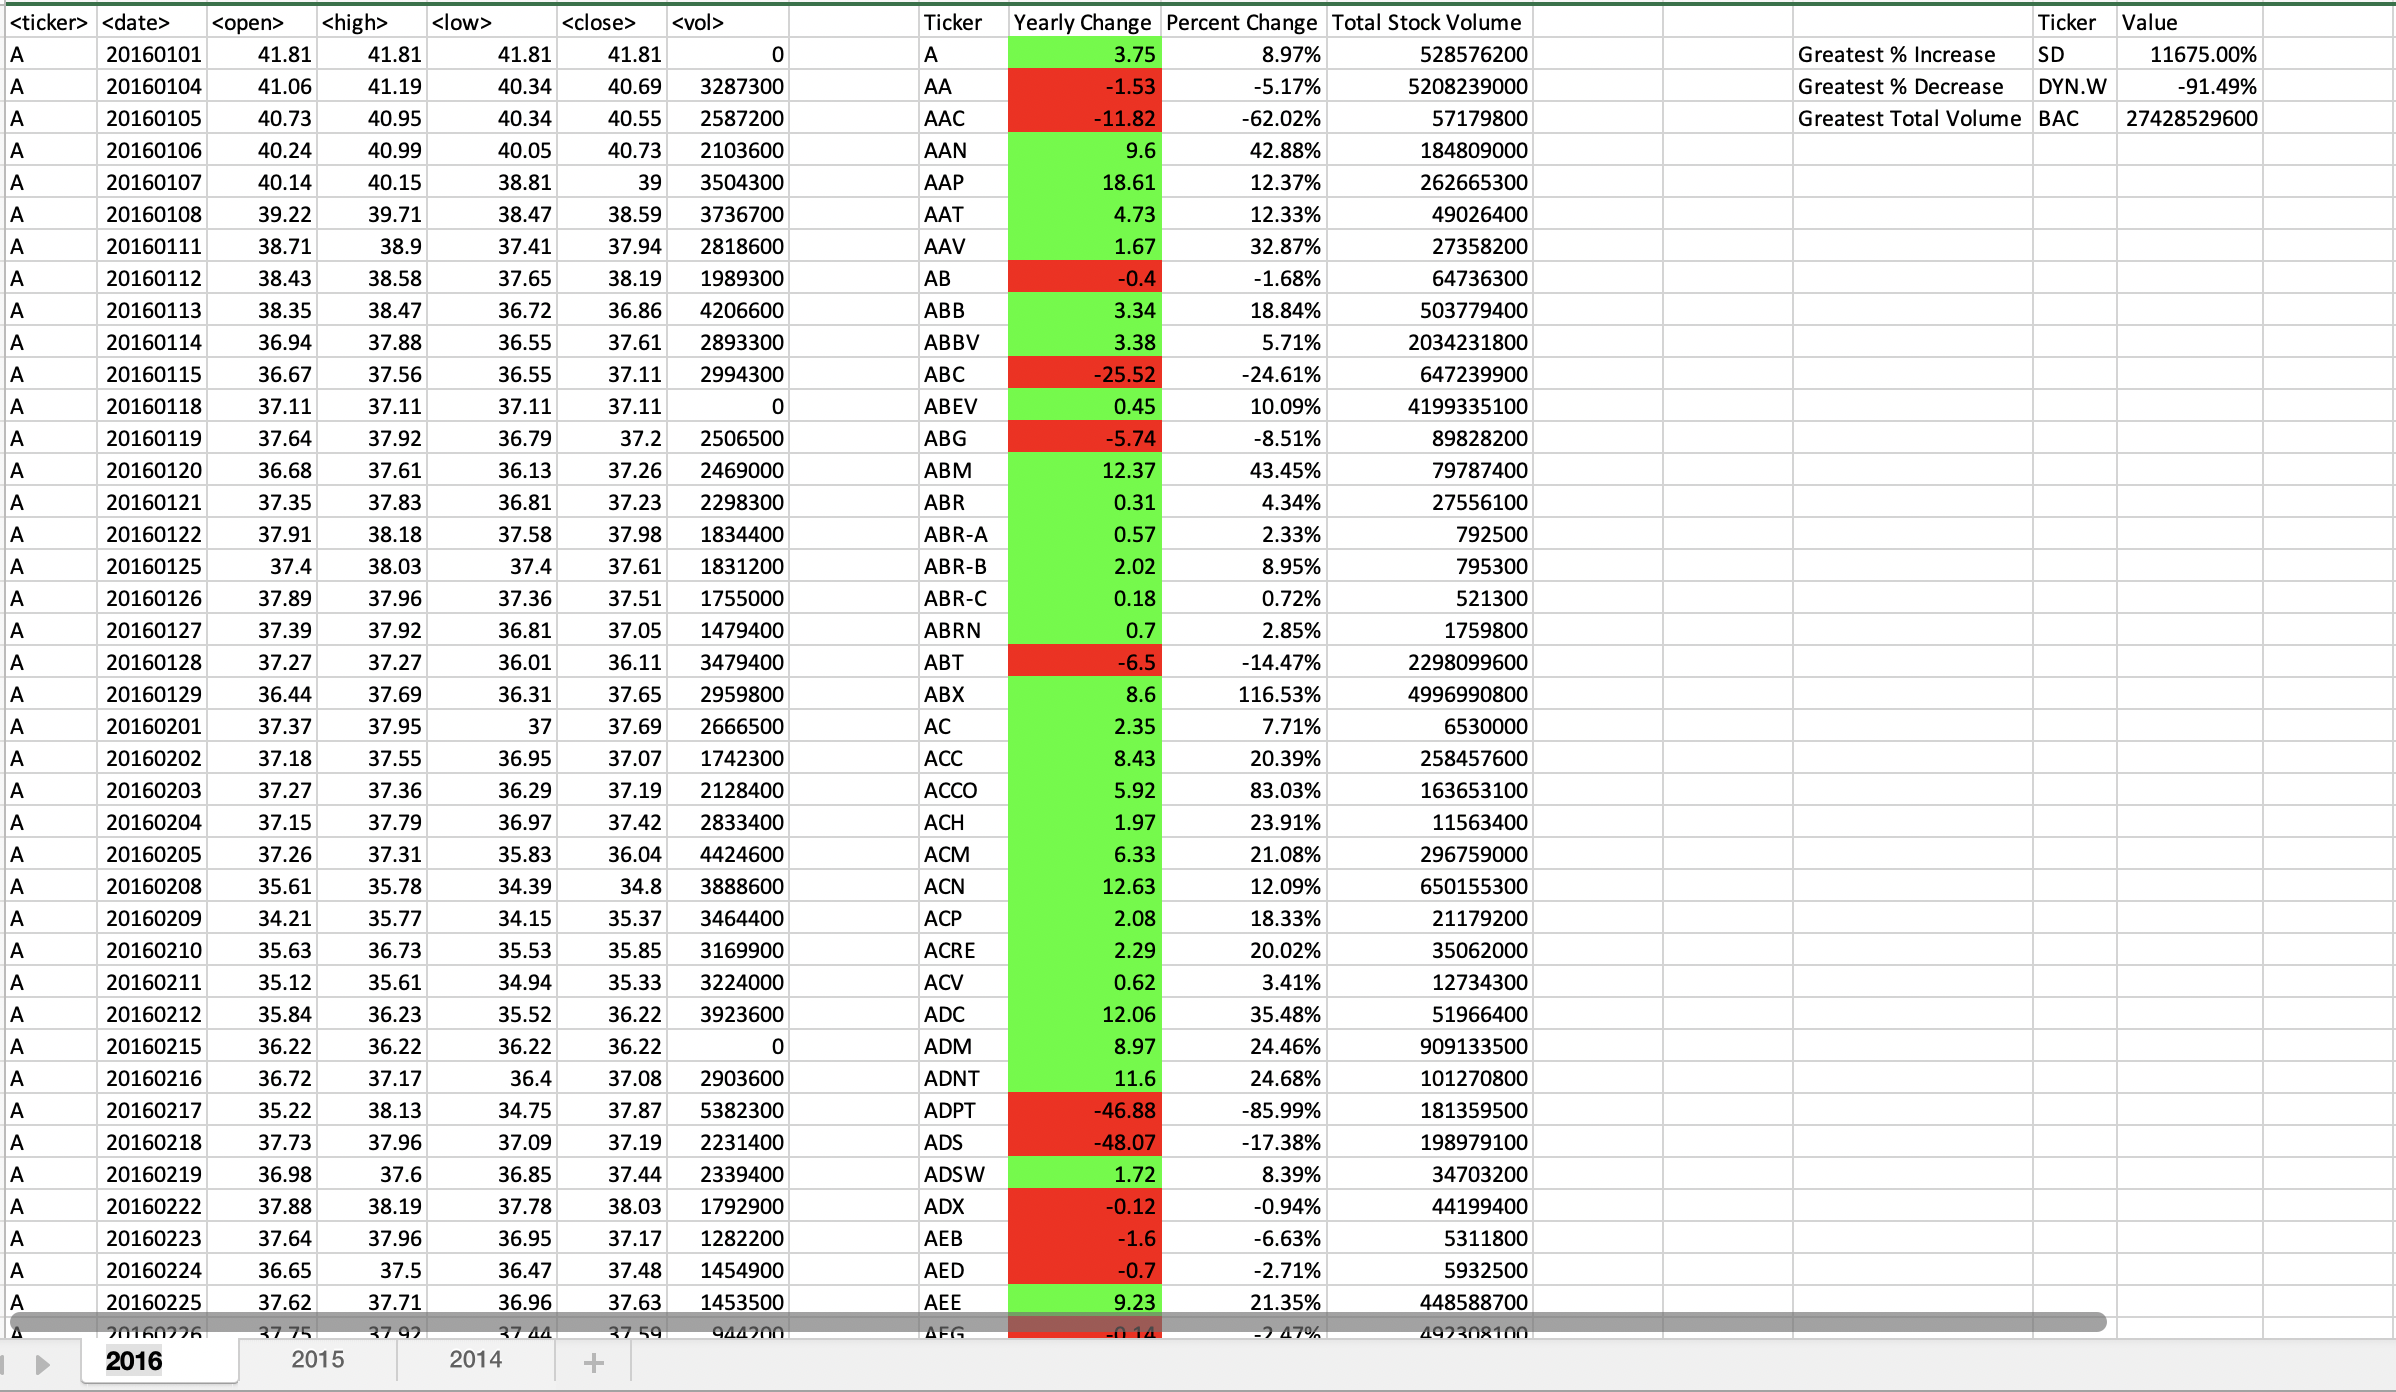 <ticker> <date> <open> <high> <low> <close> <vol> Ticker Yearly Change Percent Change Total Stock Volume Ticker Value
A 20160101 41.81 41.81 41.81 41.81 0 A 3.75 8.97% 528576200 Greatest % Increase SD 11675.00%
A 20160104 41.06 41.19 40.34 40.69 3287300 AA -1.53 -5.17% 5208239000 Greatest % Decrease DYN.W -91.49%
A 20160105 40.73 40.95 40.34 40.55 2587200 AAC -11.82 -62.02% 57179800 Greatest Total Volume BAC 27428529600
A 20160106 40.24 40.99 40.05 40.73 2103600 AAN 9.6 42.88% 184809000
A 20160107 40.14 40.15 38.81 39 3504300 AAP 18.61 12.37% 262665300
A 20160108 39.22 39.71 38.47 38.59 3736700 AAT 4.73 12.33% 49026400
A 20160111 38.71 38.9 37.41 37.94 2818600 AAV 1.67 32.87% 27358200
A 20160112 38.43 38.58 37.65 38.19 1989300 AB -0.4 -1.68% 64736300
A 20160113 38.35 38.47 36.72 36.86 4206600 ABB 3.34 18.84% 503779400
A 20160114 36.94 37.88 36.55 37.61 2893300 ABBV 3.38 5.71% 2034231800
A 20160115 36.67 37.56 36.55 37.11 2994300 ABC -25.52 -24.61% 647239900
A 20160118 37.11 37.11 37.11 37.11 0 ABEV 0.45 10.09% 4199335100
A 20160119 37.64 37.92 36.79 37.2 2506500 ABG -5.74 -8.51% 89828200
A 20160120 36.68 37.61 36.13 37.26 2469000 ABM 12.37 43.45% 79787400
A 20160121 37.35 37.83 36.81 37.23 2298300 ABR 0.31 4.34% 27556100
A 20160122 37.91 38.18 37.58 37.98 1834400 ABR-A 0.57 2.33% 792500
A 20160125 37.4 38.03 37.4 37.61 1831200 ABR-B 2.02 8.95% 795300
A 20160126 37.89 37.96 37.36 37.51 1755000 ABR-C 0.18 0.72% 521300
A 20160127 37.39 37.92 36.81 37.05 1479400 ABRN 0.7 2.85% 1759800
A 20160128 37.27 37.27 36.01 36.11 3479400 ABT -6.5 -14.47% 2298099600
A 20160129 36.44 37.69 36.31 37.65 2959800 ABX 8.6 116.53% 4996990800
A 20160201 37.37 37.95 37 37.69 2666500 AC 2.35 7.71% 6530000
A 20160202 37.18 37.55 36.95 37.07 1742300 ACC 8.43 20.39% 258457600
A 20160203 37.27 37.36 36.29 37.19 2128400 ACCO 5.92 83.03% 163653100
A 20160204 37.15 37.79 36.97 37.42 2833400 ACH 1.97 23.91% 11563400
A 20160205 37.26 37.31 35.83 36.04 4424600 ACM 6.33 21.08% 296759000
A 20160208 35.61 35.78 34.39 34.8 3888600 ACN 12.63 12.09% 650155300
A 20160209 34.21 35.77 34.15 35.37 3464400 ACP 2.08 18.33% 21179200
A 20160210 35.63 36.73 35.53 35.85 3169900 ACRE 2.29 20.02% 35062000
A 20160211 35.12 35.61 34.94 35.33 3224000 ACV 0.62 3.41% 12734300
A 20160212 35.84 36.23 35.52 36.22 3923600 ADC 12.06 35.48% 51966400
A 20160215 36.22 36.22 36.22 36.22 0 ADM 8.97 24.46% 909133500
A 20160216 36.72 37.17 36.4 37.08 2903600 ADNT 11.6 24.68% 101270800
A 20160217 35.22 38.13 34.75 37.87 5382300 ADPT -46.88 -85.99% 181359500
A 20160218 37.73 37.96 37.09 37.19 2231400 ADS -48.07 -17.38% 198979100
A 20160219 36.98 37.6 36.85 37.44 2339400 ADSW 1.72 8.39% 34703200
A 20160222 37.88 38.19 37.78 38.03 1792900 ADX -0.12 -0.94% 44199400
A 20160223 37.64 37.96 36.95 37.17 1282200 AEB -1.6 -6.63% 5311800
A 20160224 36.65 37.5 36.47 37.48 1454900 AED -0.7 -2.71% 5932500
A 20160225 37.62 37.71 36.96 37.63 1453500 AEE 9.23 21.35% 448588700
A 20160226 37.75 37.92 37.44 37.59 944200 AEG -0.14 -2.47% 492308100
2016 2015 2014 +